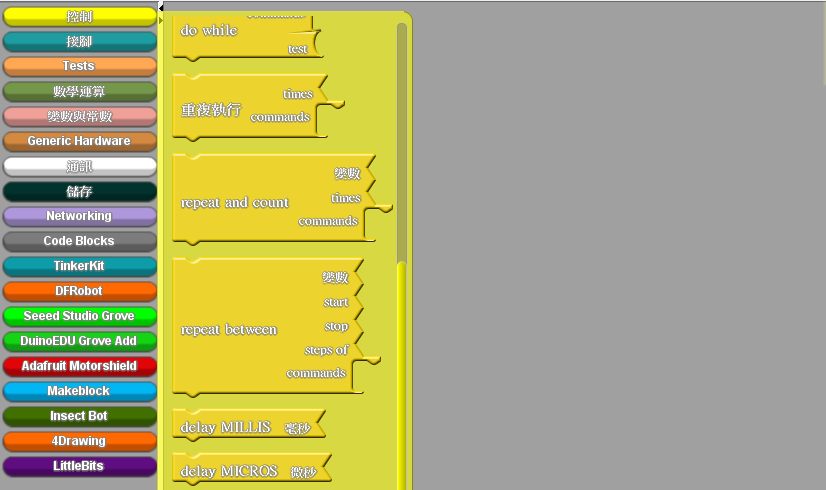 控制
接腳
Tests
數學運算
變數與常數
Generic Hardware
通訊
儲存
Networking
Code Blocks
TinkerKit
DFRobot
Seeed Studio Grove
DuinoEDU Grove Add
Adafruit Motorshield
Makeblock
Insect Bot
4Drawing
LittleBits
commands
do while
test
times
重複執行
commands
變數
repeat and count
times
commands
變數
start
repeat between
stop
steps of
commands
delay MILLIS 毫秒
delay MICROS 微秒